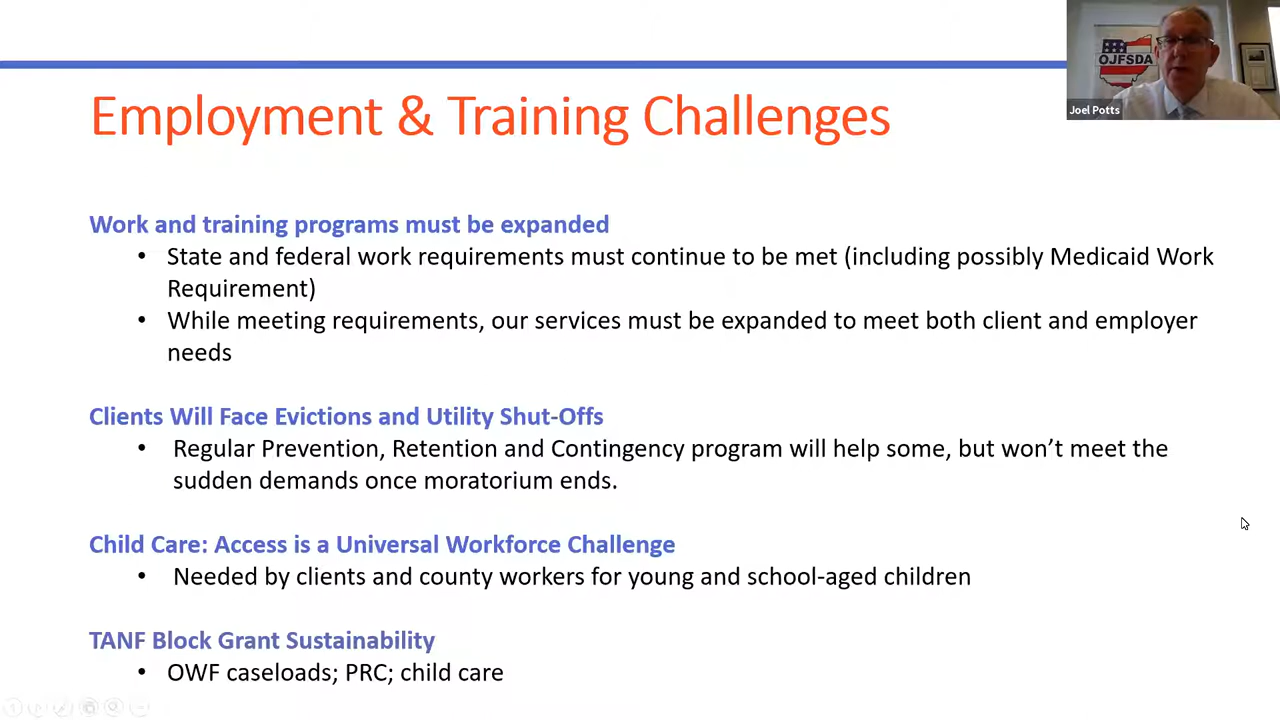 OJFSDA
Joel Potts
Employment & Training Challenges
Work and training programs must be expanded
• State and federal work requirements must continue to be met (including possibly Medicaid Work
Requirement)
• While meeting requirements, our services must be expanded to meet both client and employer
needs
Clients Will Face Evictions and Utility Shut-Offs
• Regular Prevention, Retention and Contingency program will help some, but won’t meet the
sudden demands once moratorium ends.
Child Care: Access is a Universal Workforce Challenge
• Needed by clients and county workers for young and school-aged children
TANF Block Grant Sustainability
• OWF caseloads; PRC; child care